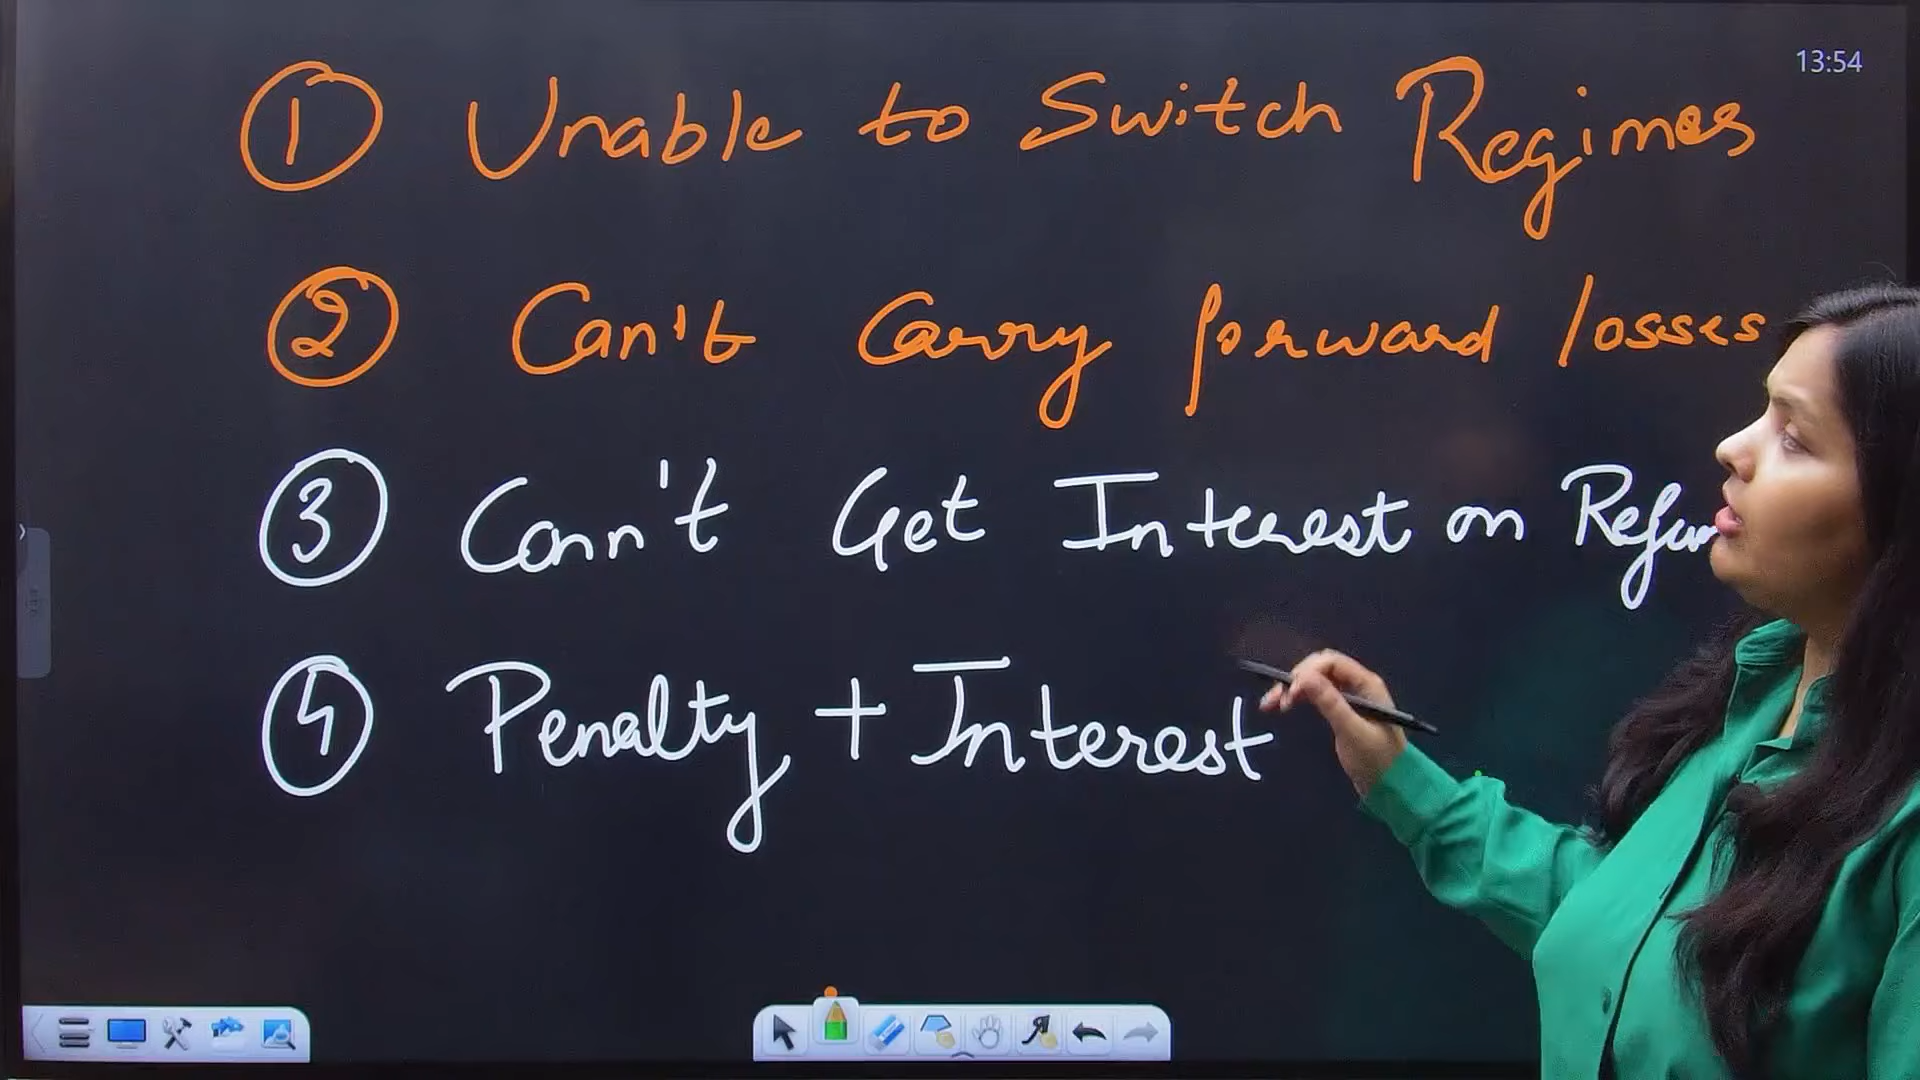 13:54
① Unable to Switch Regimes
② Can't Carry forward losses
③ Cann't Get Interest on
④ Penalty + Interest